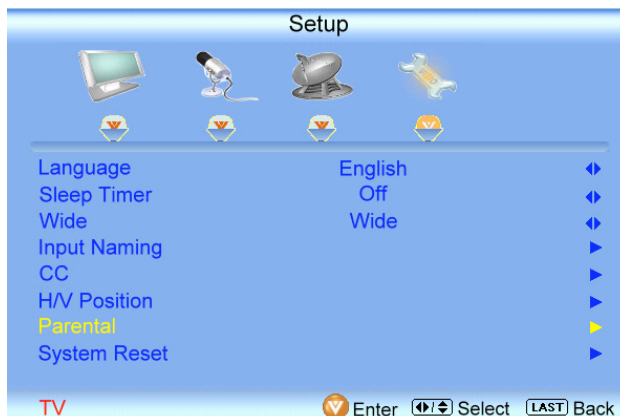 Setup
Language English
Sleep Timer Off
Wide Wide
Input Naming
CC
H/V Position
Parental
System Reset
TV Enter Select LAST Back